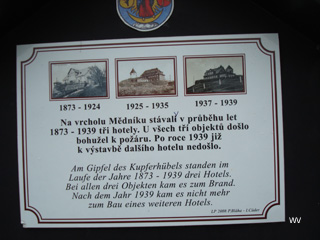 1873 - 1924 1925 - 1935 1937 - 1939
Na vrcholu Mědníku stávali v průběhu let
1873 - 1939 tři hotely. U všech tří objektů došlo
bohužel k požáru. Po roce 1939 již
k výstavbě dalšího hotelu nedošlo.
Am Gipfel des Kupferhübels standen im
Laufe der Jahre 1873 - 1939 drei Hotels.
Bei allen drei Objekten kam es zum Brand.
Nach dem Jahr 1939 kam es nicht mehr
zum Bau eines weiteren Hotels.